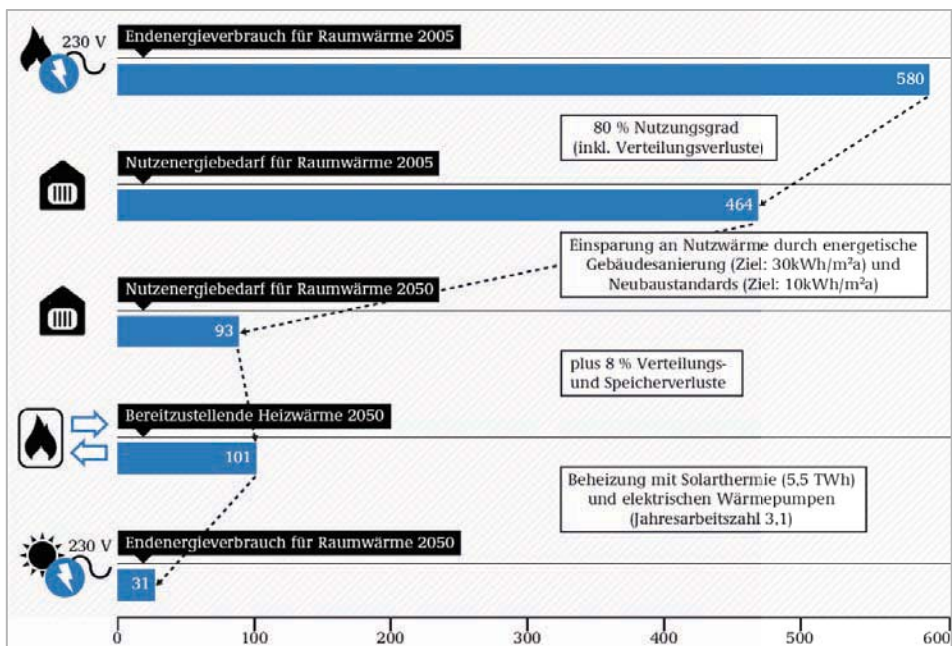 230 V
Endenergieverbrauch für Raumwärme 2005
580
80 % Nutzungsgrad
(inkl. Verteilungsverluste)
Nutzenergiebedarf für Raumwärme 2005
464
Einsparung an Nutzwärme durch energetische
Gebäudesanierung (Ziel: 30kWh/m²a) und
Neubaustandards (Ziel: 10kWh/m²a)
Nutzenergiebedarf für Raumwärme 2050
93
plus 8 % Verteilungs-
und Speicherverluste
Bereitzustellende Heizwärme 2050
101
Beheizung mit Solarthermie (5,5 TWh)
und elektrischen Wärmepumpen
(Jahresarbeitszahl 3,1)
230 V
Endenergieverbrauch für Raumwärme 2050
31
0 100 200 300 400 500 600